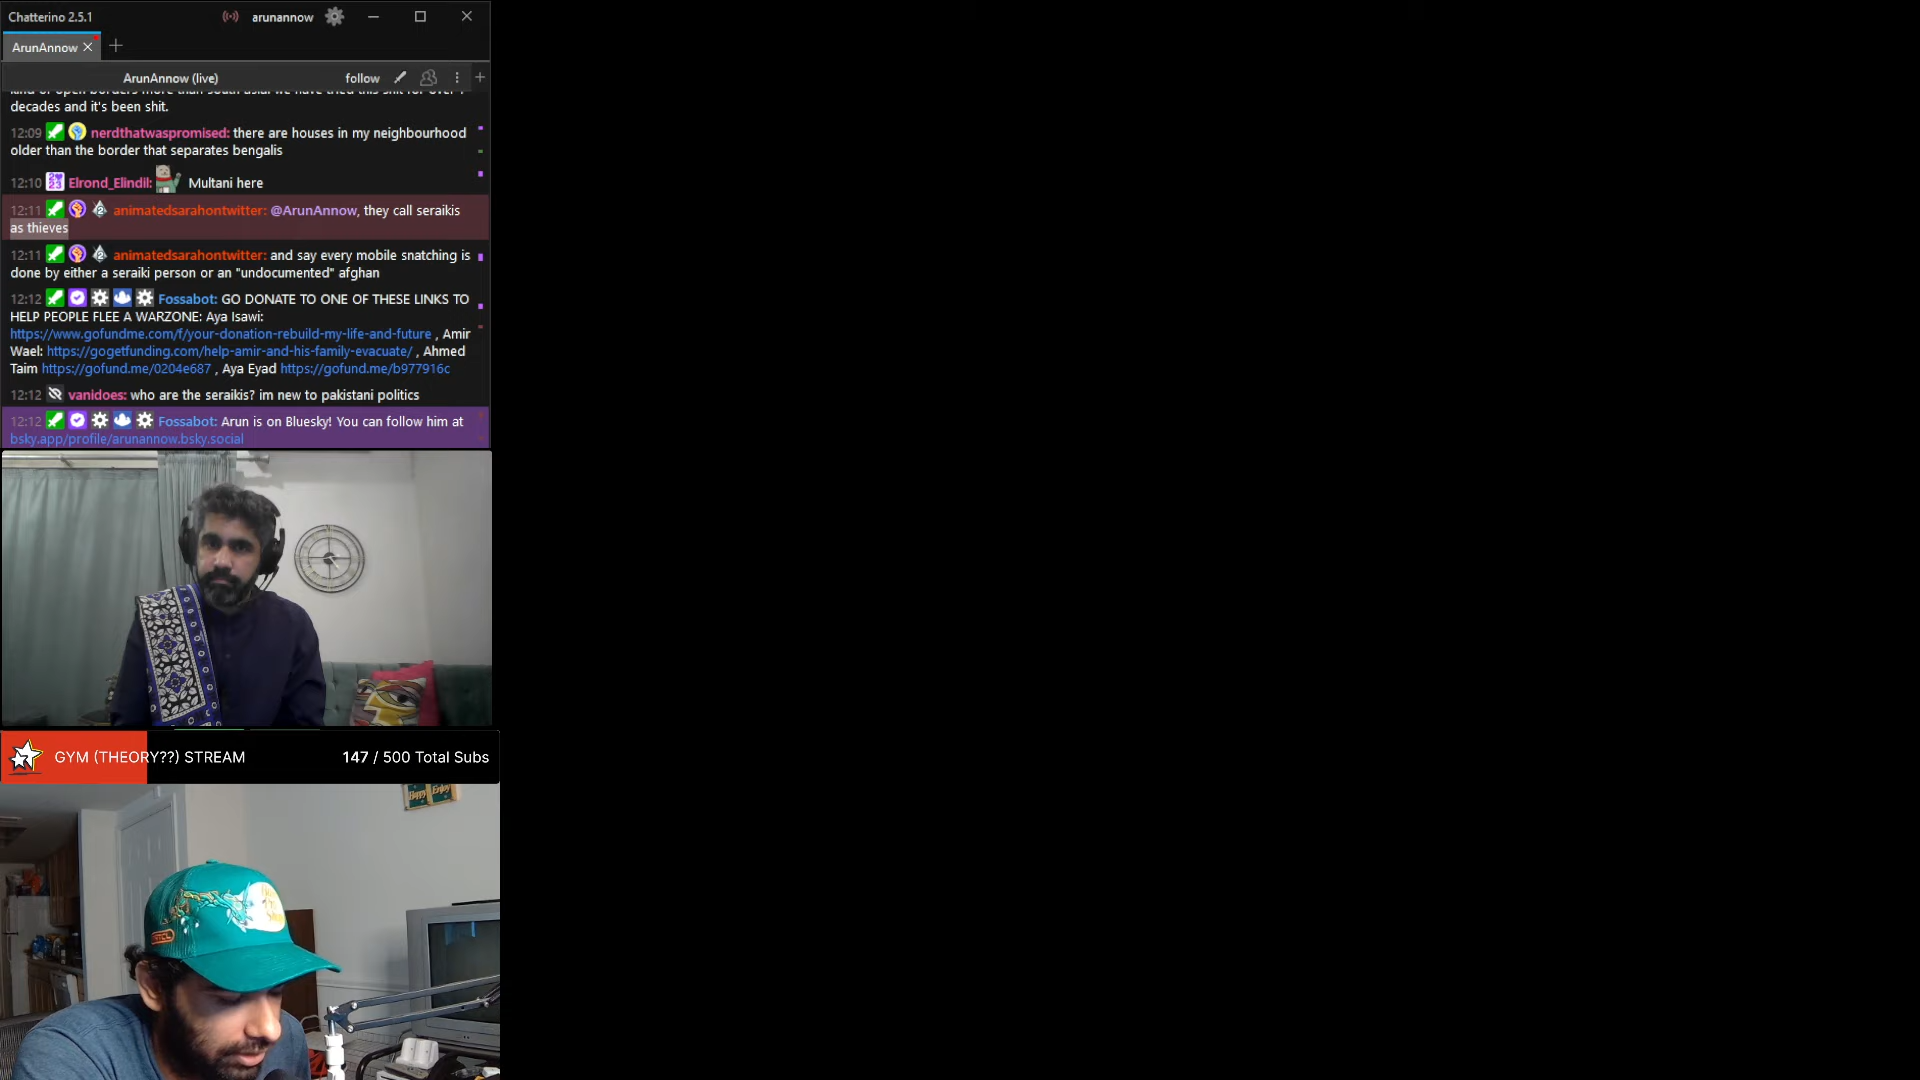 Chatterino 2.5.1
arunannow
ArunAnnow
ArunAnnow (live)
follow
decades and it's been shit.
12:09 nerdthatwaspromised: there are houses in my neighbourhood
older than the border that separates bengalis
12:10 Elrond_Elindil: Multani here
12:11 animatedsarahontwitter: @ArunAnnow, they call seraikis
as thieves
12:11 animatedsarahontwitter: and say every mobile snatching is
done by either a seraiki person or an "undocumented" afghan
12:12 Fossabot: GO DONATE TO ONE OF THESE LINKS TO
HELP PEOPLE FLEE A WARZONE: Aya Isawi:
https://www.gofundme.com/f/your-donation-rebuild-my-life-and-future , Amir
Wael: https://gogetfunding.com/help-amir-and-his-family-evacuate/ , Ahmed
Taim https://gofund.me/0204e687 , Aya Eyad https://gofund.me/b977916c
12:12 vanidoes: who are the seraikis? im new to pakistani politics
12:12 Fossabot: Arun is on Bluesky! You can follow him at
bsky.app/profile/arunannow.bsky.social
GYM (THEORY??) STREAM
147 / 500 Total Subs